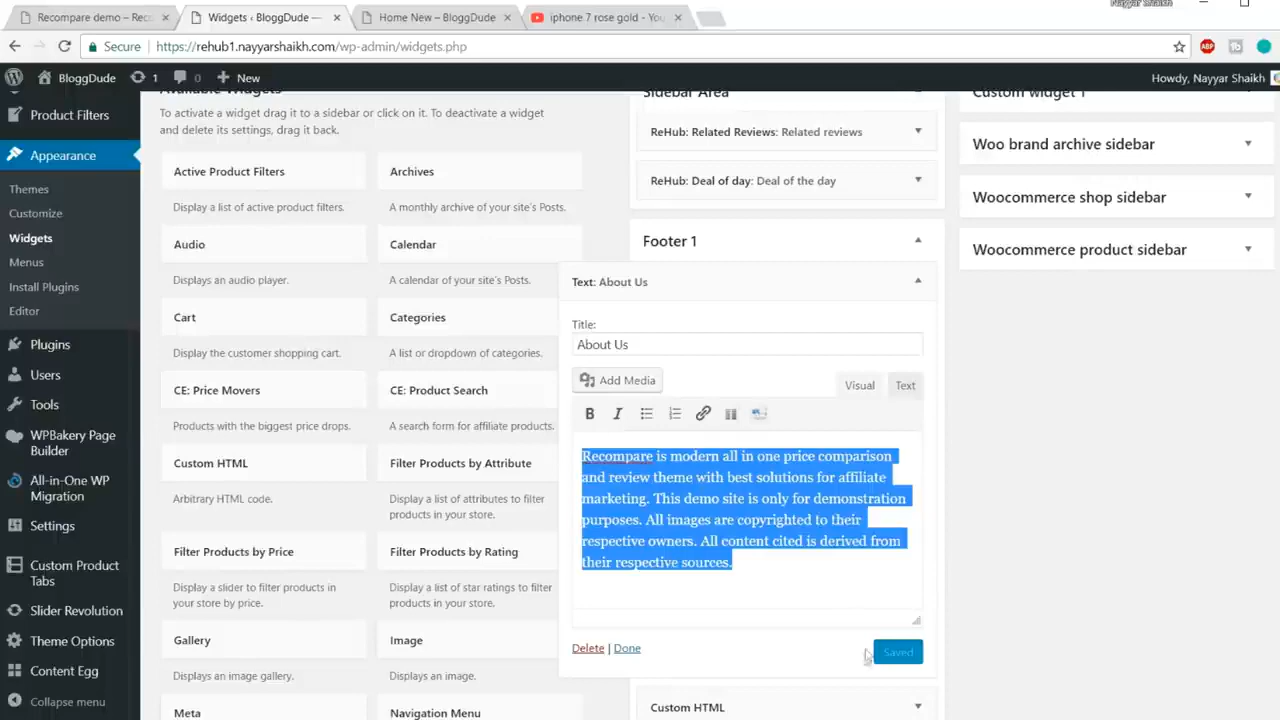 Nayyar Shaikh
Recompare demo – Rec
Widgets ‹ BloggDude —
Home New – BloggDude
iphone 7 rose gold - You
Secure
https://rehub1.nayyarshaikh.com/wp-admin/widgets.php
ABP
BloggDude
1
0
New
Howdy, Nayyar Shaikh
Product Filters
Appearance
Themes
Customize
Widgets
Menus
Install Plugins
Editor
Plugins
Users
Tools
WPBakery Page
Builder
All-in-One WP
Migration
Settings
Custom Product
Tabs
Slider Revolution
Theme Options
Content Egg
Collapse menu
Available Widgets
To activate a widget drag it to a sidebar or click on it. To deactivate a widget
and delete its settings, drag it back.
Active Product Filters
Display a list of active product filters.
Archives
A monthly archive of your site's Posts.
Audio
Displays an audio player.
Calendar
A calendar of your site's Posts.
Cart
Display the customer shopping cart.
Categories
A list or dropdown of categories.
CE: Price Movers
Products with the biggest price drops.
CE: Product Search
A search form for affiliate products.
Custom HTML
Arbitrary HTML code.
Filter Products by Attribute
Display a list of attributes to filter
products in your store.
Filter Products by Price
Display a slider to filter products in
your store by price.
Filter Products by Rating
Display a list of star ratings to filter
products in your store.
Gallery
Displays an image gallery.
Image
Displays an image.
Meta
Navigation Menu
Sidebar Area
ReHub: Related Reviews: Related reviews
ReHub: Deal of day: Deal of the day
Footer 1
Text: About Us
Title:
About Us
Add Media
Visual
Text
B I
Recompare is modern all in one price comparison
and review theme with best solutions for affiliate
marketing. This demo site is only for demonstration
purposes. All images are copyrighted to their
respective owners. All content cited is derived from
their respective sources.
Delete | Done
Saved
Custom HTML
Custom widget 1
Woo brand archive sidebar
Woocommerce shop sidebar
Woocommerce product sidebar